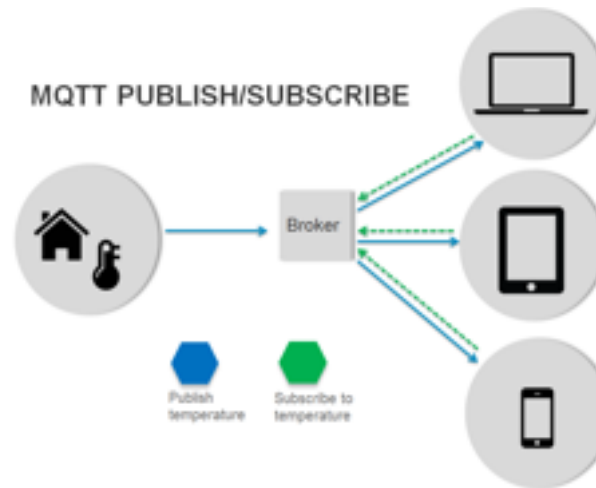 MQTT PUBLISH/SUBSCRIBE
Broker
Publish
temperature
Subscribe to
temperature